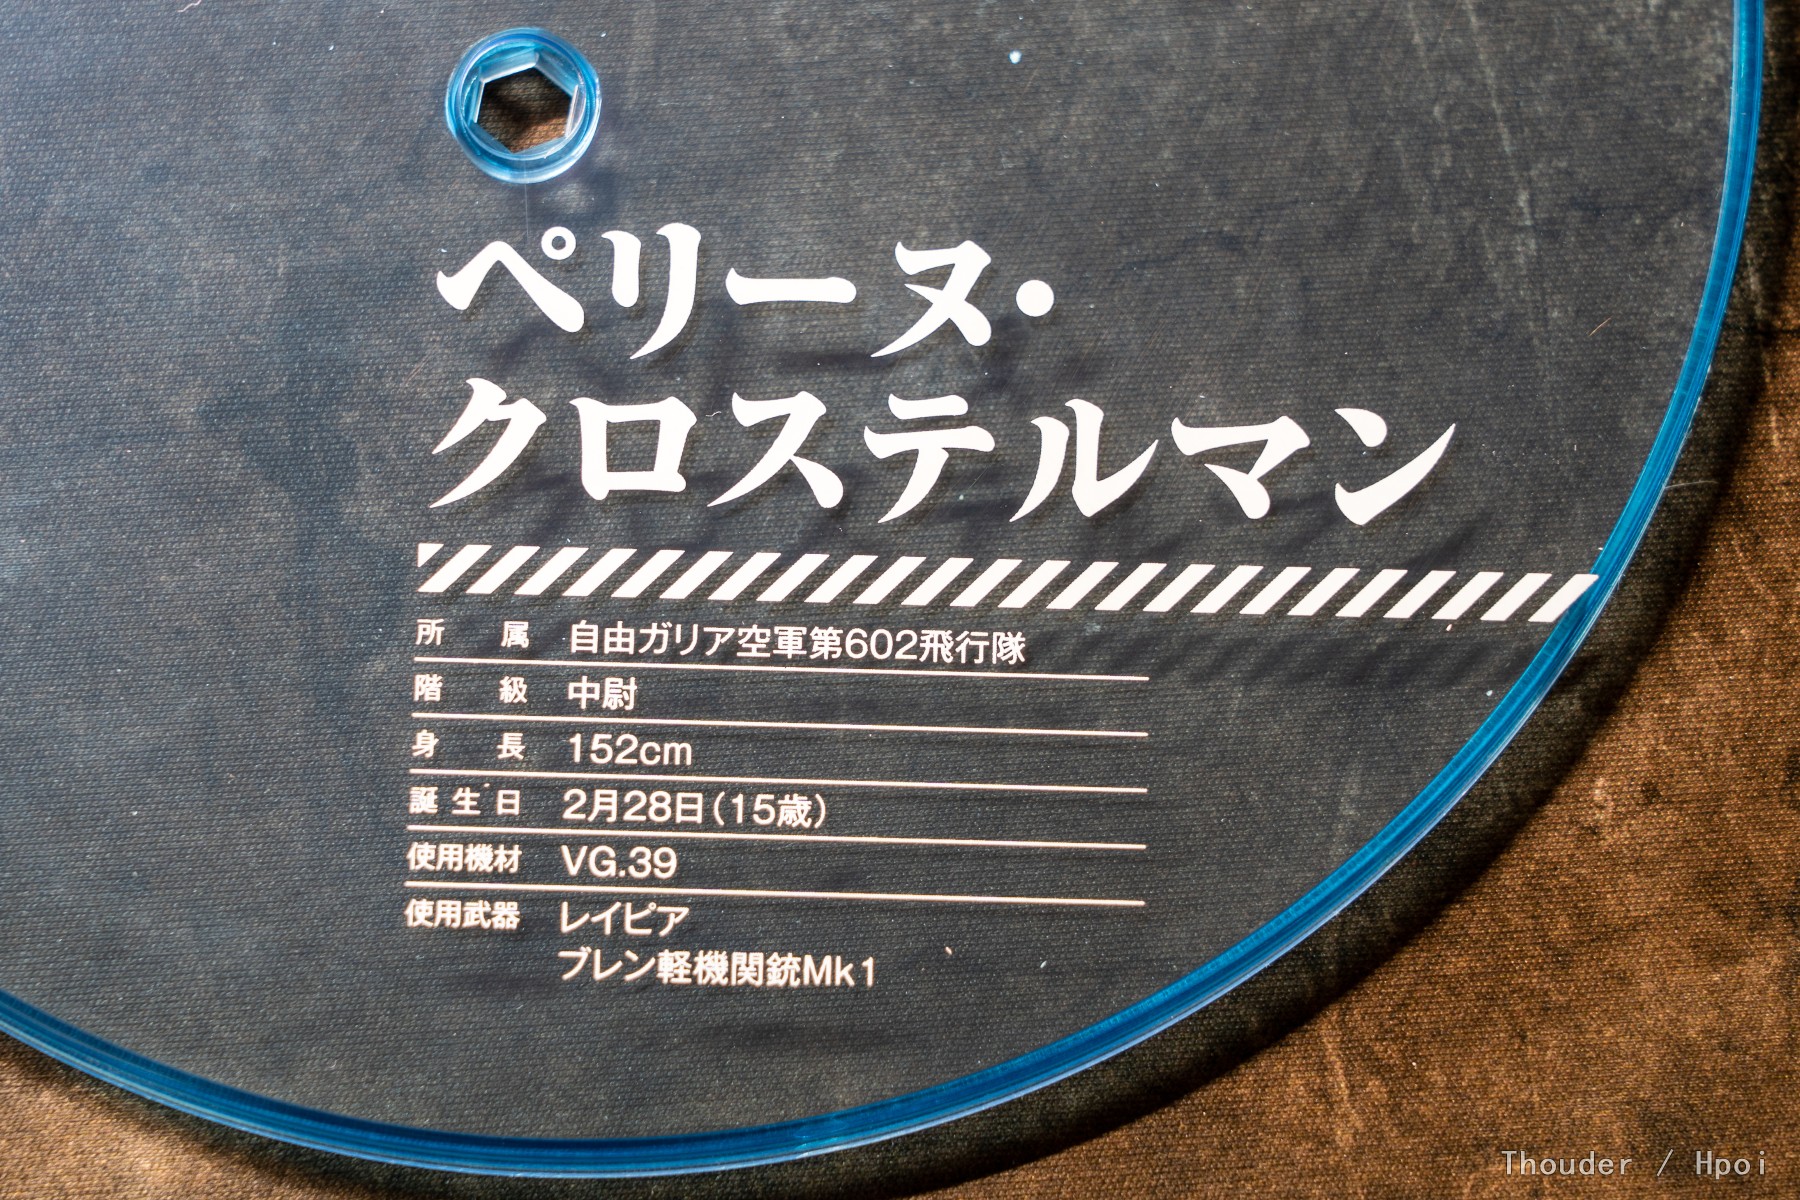 ペリーヌ・
クロステルマン
所属 自由ガリア空軍第602飛行隊
階級 中尉
身長 152cm
誕生日 2月28日（15歳）
使用機材 VG.39
使用武器 レイピア
ブレン軽機関銃Mk1
Thouder / Hpoi